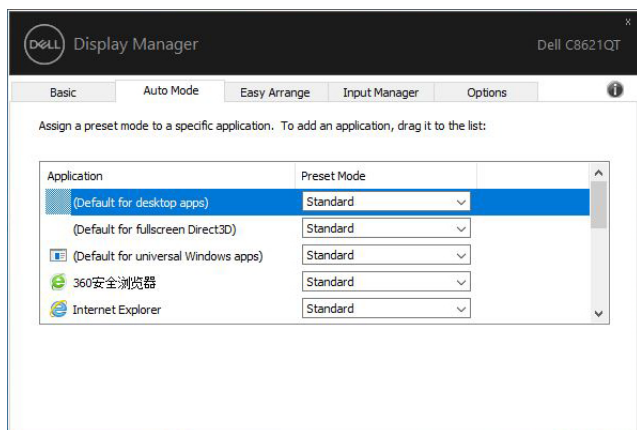 DELL Display Manager
x
Dell C8621QT
Basic Auto Mode Easy Arrange Input Manager Options
Assign a preset mode to a specific application. To add an application, drag it to the list:
Application Preset Mode
(Default for desktop apps) Standard
(Default for fullscreen Direct3D) Standard
(Default for universal Windows apps) Standard
360安全浏览器 Standard
Internet Explorer Standard